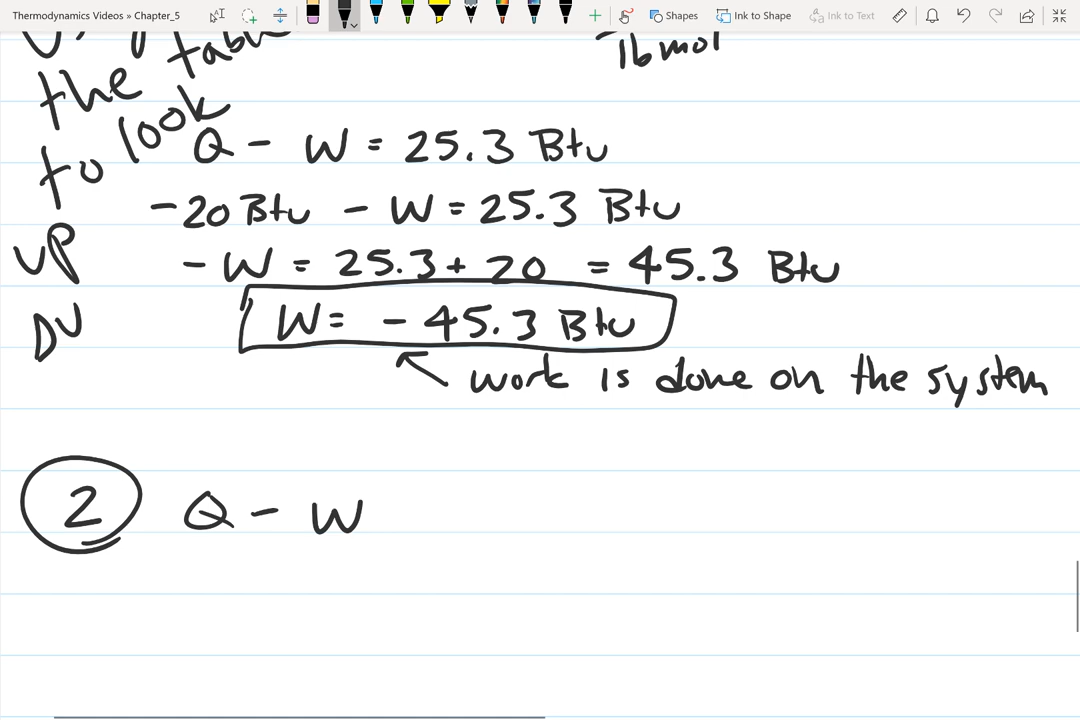 Thermodynamics Videos » Chapter_5
Shapes
Ink to Shape
Ink to Text
the
to look
up
DU
lbmol
Q - W = 25.3 Btu
-20 Btu - W = 25.3 Btu
-W = 25.3 + 20 = 45.3 Btu
W = -45.3 Btu
work is done on the system
2 Q - W